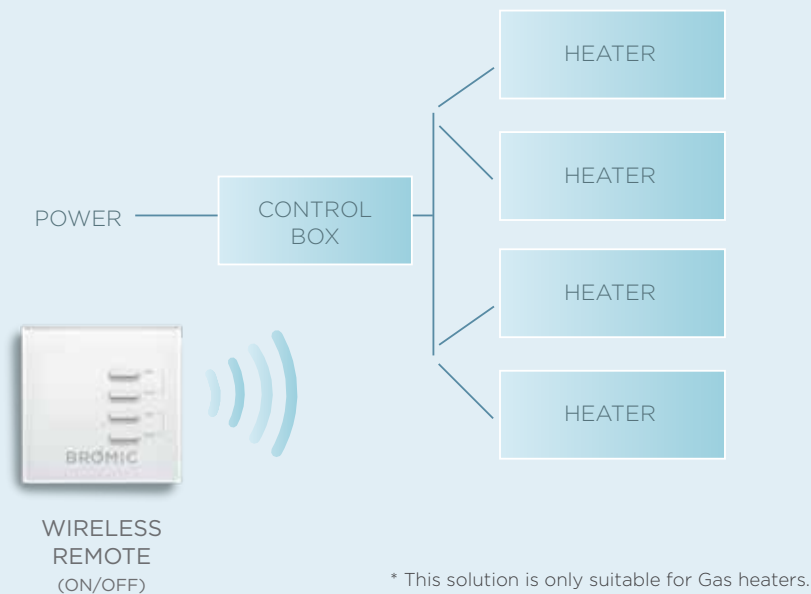 HEATER
HEATER
POWER
CONTROL
BOX
HEATER
HEATER
BROMIC
WIRELESS
REMOTE
(ON/OFF)
* This solution is only suitable for Gas heaters.